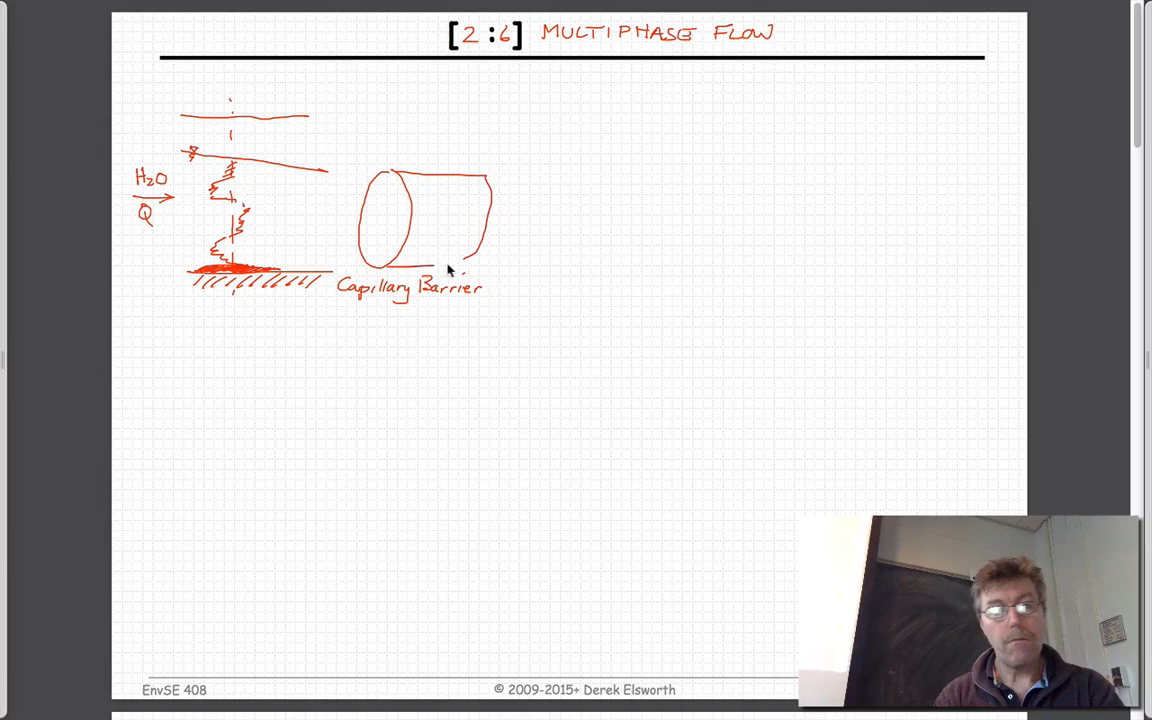 [2:6] MULTIPHASE FLOW
H₂O
Q
Capillary Barrier
EnvSE 408
© 2009-2015+ Derek Elsworth